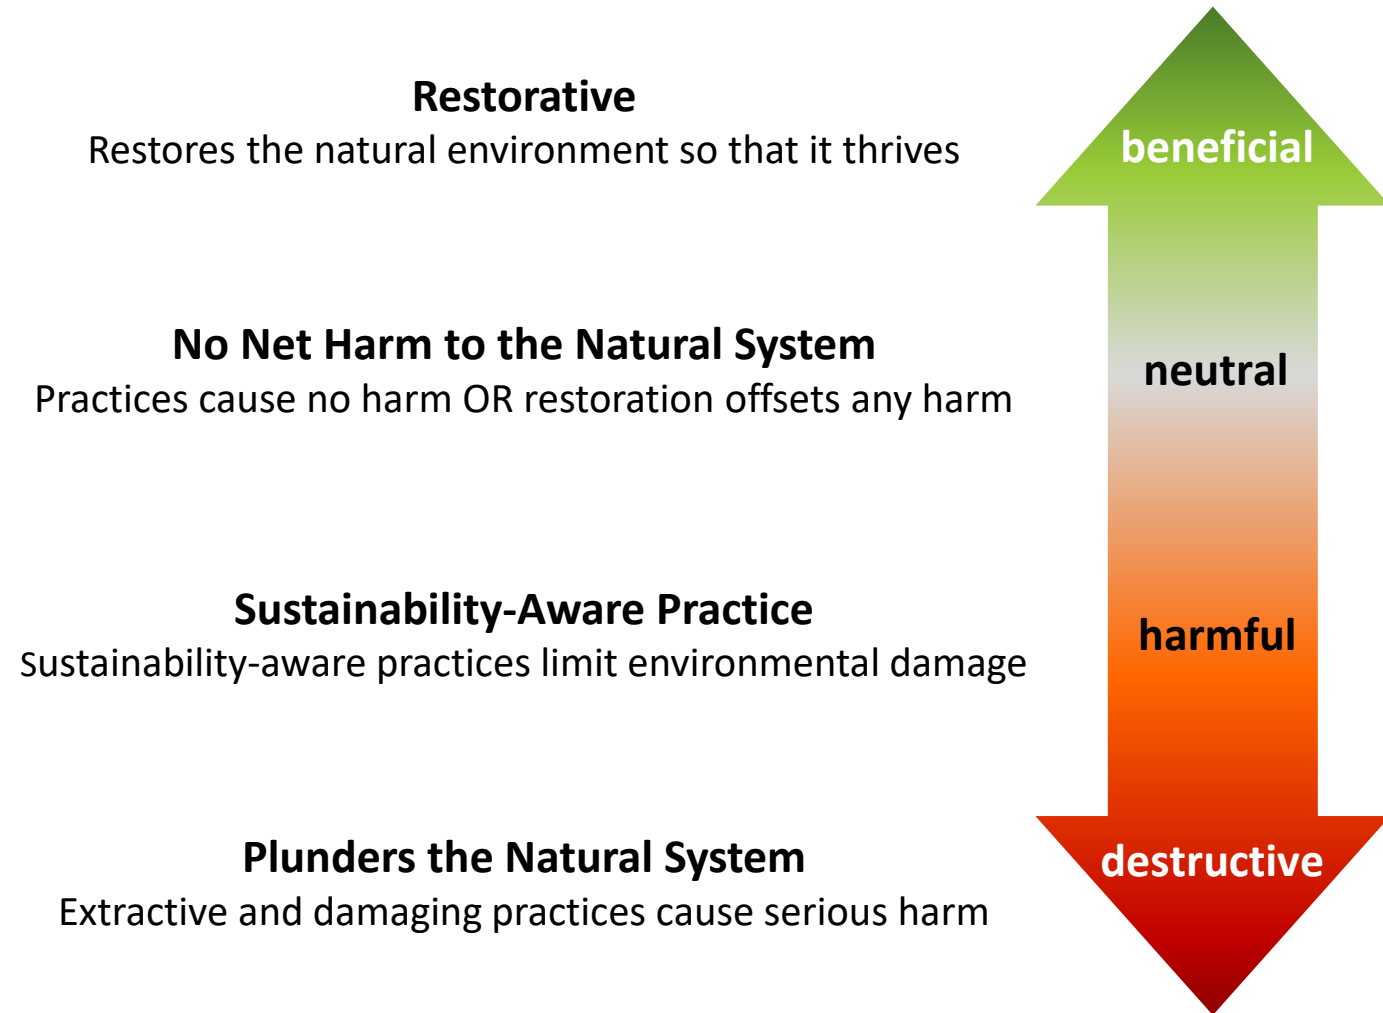 Restorative
Restores the natural environment so that it thrives
beneficial
No Net Harm to the Natural System
Practices cause no harm OR restoration offsets any harm
neutral
Sustainability-Aware Practice
Sustainability-aware practices limit environmental damage
harmful
Plunders the Natural System
Extractive and damaging practices cause serious harm
destructive